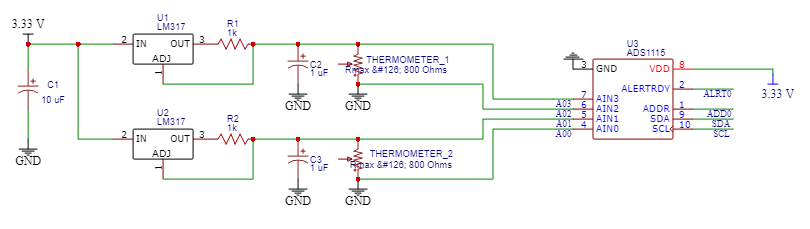 3.33 V
U1
LM317
2 IN OUT 3
ADJ
1
R1
1k
C1
10 uF
GND
C2
1 uF
GND
THERMOMETER_1
Rmax &#126; 800 Ohms
GND
U2
LM317
2 IN OUT 3
ADJ
1
R2
1k
C3
1 uF
GND
THERMOMETER_2
Rmax &#126; 800 Ohms
GND
U3
ADS1115
3 GND VDD 8
ALERTRDY 2 ALRT0
7 AIN3
A03 6 AIN2 ADDR 1
A02 5 AIN1 SDA 9 ADD0
A01 4 AIN0 SCL 10 SDA
A00 SCL
3.33 V